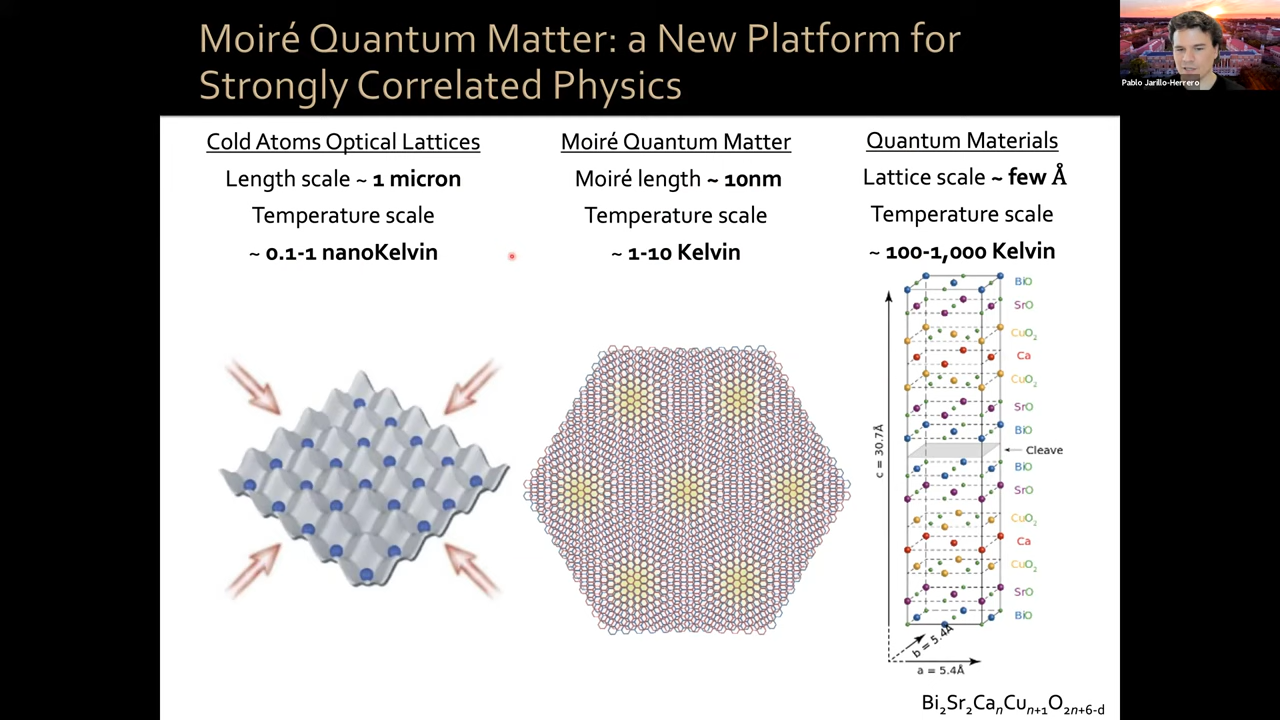 Moiré Quantum Matter: a New Platform for
Strongly Correlated Physics
Pablo Jarillo-Herrero
Cold Atoms Optical Lattices
Length scale ~ 1 micron
Temperature scale
~ 0.1-1 nanoKelvin
Moiré Quantum Matter
Moiré length ~ 10nm
Temperature scale
~ 1-10 Kelvin
Quantum Materials
Lattice scale ~ few Å
Temperature scale
~ 100-1,000 Kelvin
BiO
SrO
CuO₂
Ca
CuO₂
SrO
BiO
Cleave
BiO
SrO
CuO₂
Ca
CuO₂
SrO
BiO
c = 30.7Å
b = 5.4Å
a = 5.4Å
Bi₂Sr₂CaₙCuₙ₊₁O₂ₙ₊₆₋d